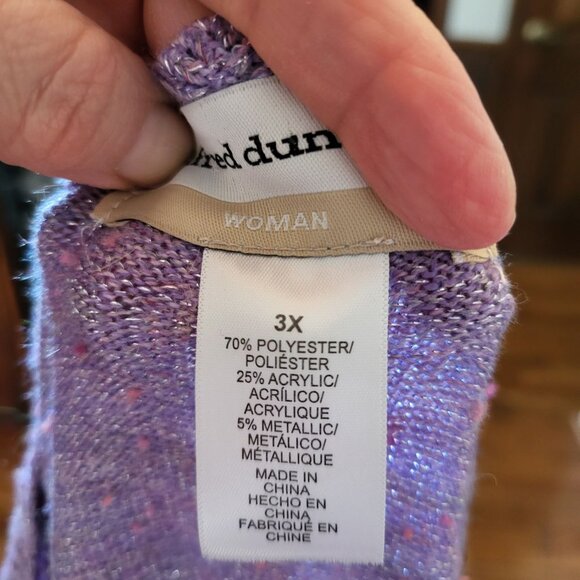 fred dun
WOMAN
3X
70% POLYESTER/
POLIÉSTER
25% ACRYLIC/
ACRÍLICO/
ACRYLIQUE
5% METALLIC/
METÁLICO/
MÉTALLIQUE
MADE IN
CHINA
HECHO EN
CHINA
FABRIQUÉ EN
CHINE